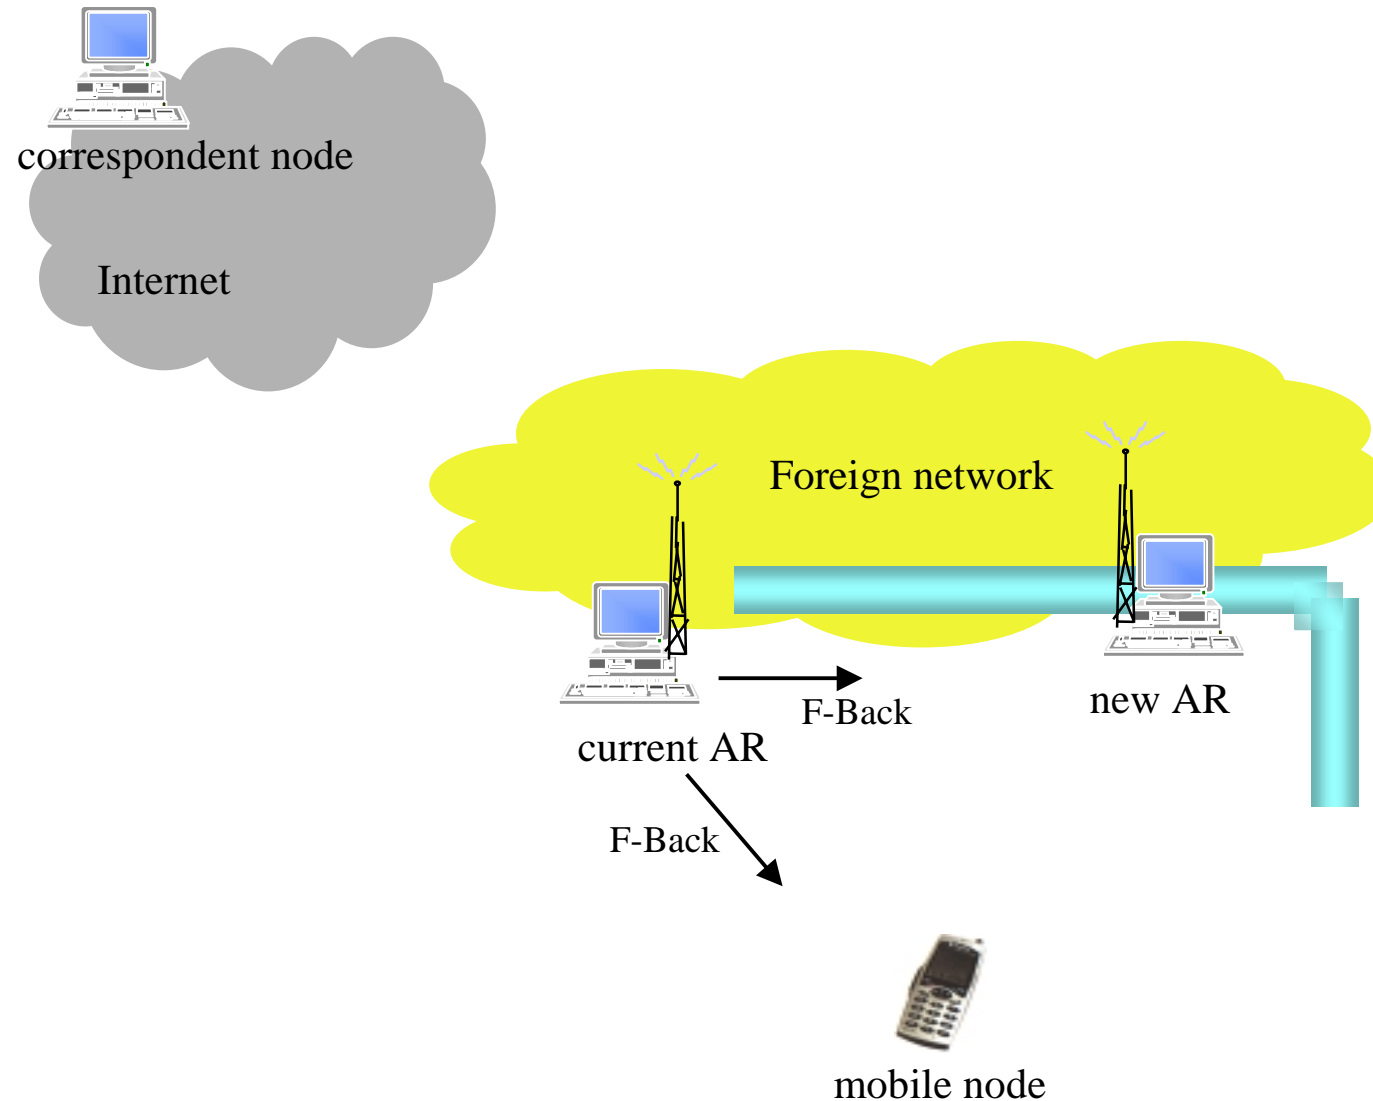 correspondent node
Internet
Foreign network
new AR
F-Back
current AR
F-Back
mobile node